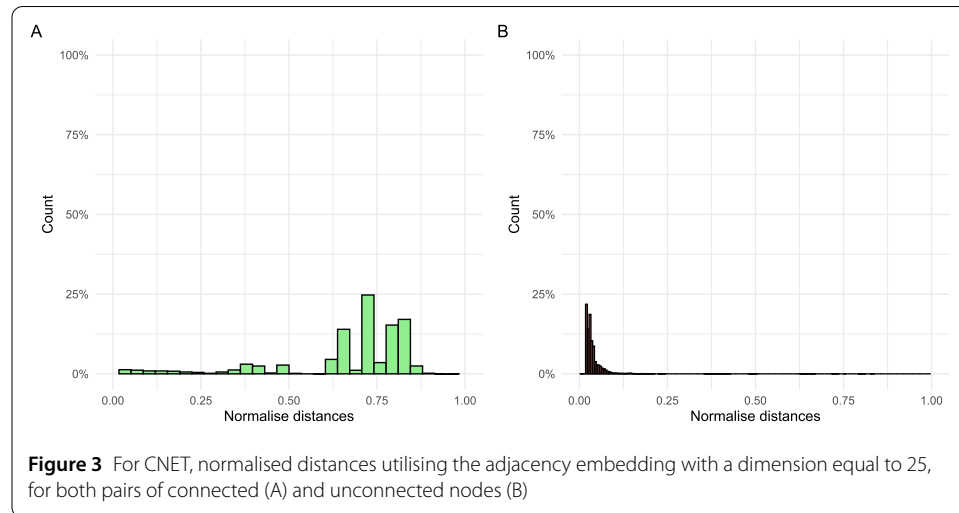 A
100%
75%
50%
25%
0%
Count
0.00 0.25 0.50 0.75 1.00
Normalise distances
B
100%
75%
50%
25%
0%
Count
0.00 0.25 0.50 0.75 1.00
Normalise distances
Figure 3 For CNET, normalised distances utilising the adjacency embedding with a dimension equal to 25,
for both pairs of connected (A) and unconnected nodes (B)